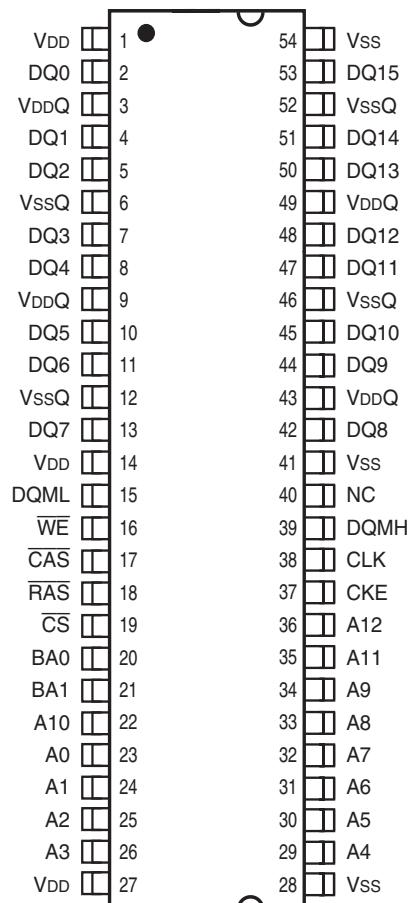 VDD 1 54 VSS
DQ0 2 53 DQ15
VDDQ 3 52 VSSQ
DQ1 4 51 DQ14
DQ2 5 50 DQ13
VSSQ 6 49 VDDQ
DQ3 7 48 DQ12
DQ4 8 47 DQ11
VDDQ 9 46 VSSQ
DQ5 10 45 DQ10
DQ6 11 44 DQ9
VSSQ 12 43 VDDQ
DQ7 13 42 DQ8
VDD 14 41 VSS
DQML 15 40 NC
W̅E̅ 16 39 DQMH
C̅A̅S̅ 17 38 CLK
R̅A̅S̅ 18 37 CKE
C̅S̅ 19 36 A12
BA0 20 35 A11
BA1 21 34 A9
A10 22 33 A8
A0 23 32 A7
A1 24 31 A6
A2 25 30 A5
A3 26 29 A4
VDD 27 28 VSS